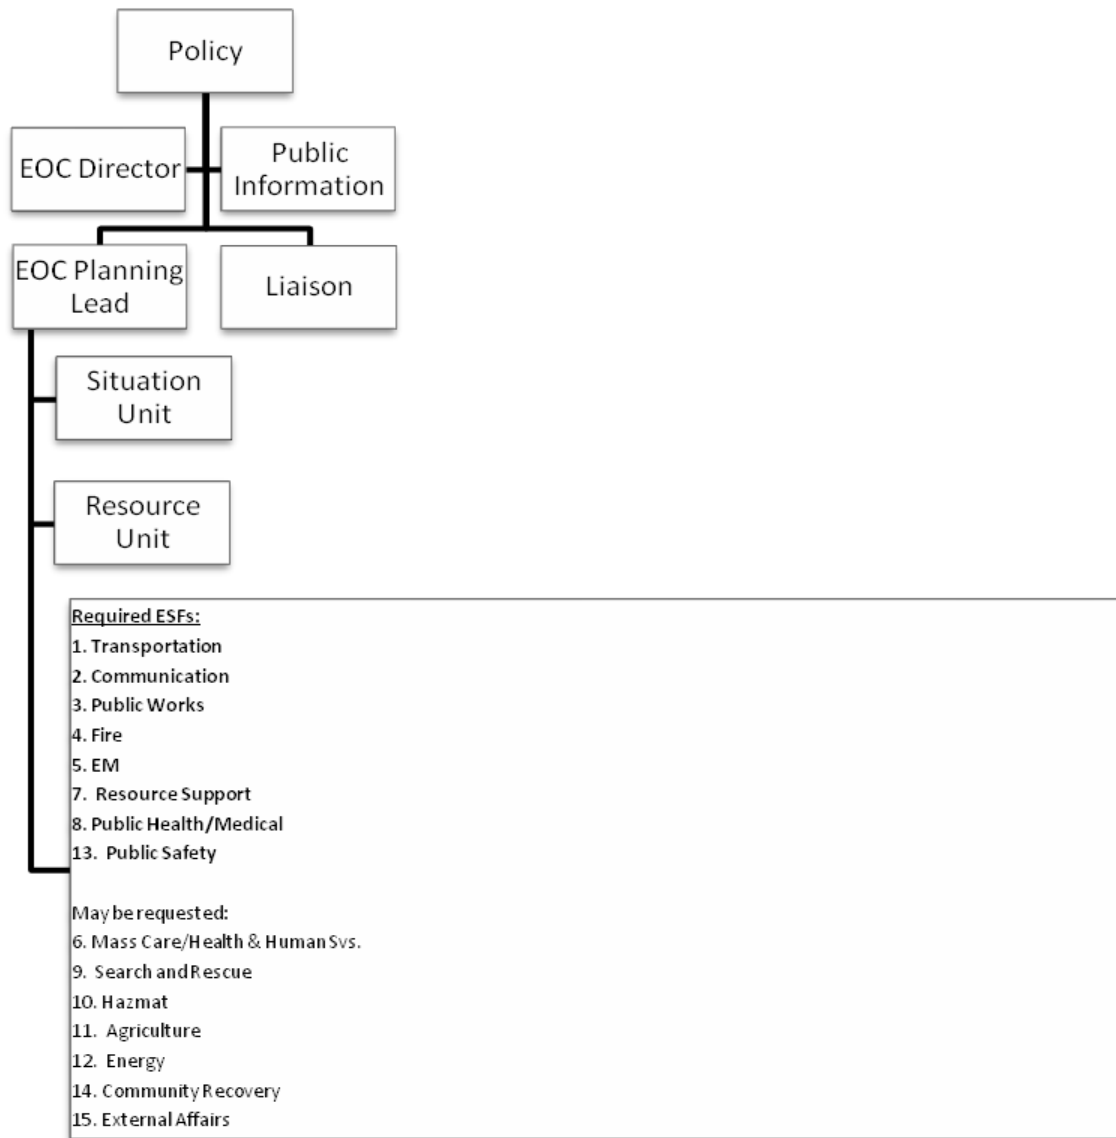 Policy
EOC Director
Public
Information
EOC Planning
Lead
Liaison
Situation
Unit
Resource
Unit
Required ESFs:
1. Transportation
2. Communication
3. Public Works
4. Fire
5. EM
7. Resource Support
8. Public Health/Medical
13. Public Safety
May be requested:
6. Mass Care/Health & Human Svs.
9. Search and Rescue
10. Hazmat
11. Agriculture
12. Energy
14. Community Recovery
15. External Affairs